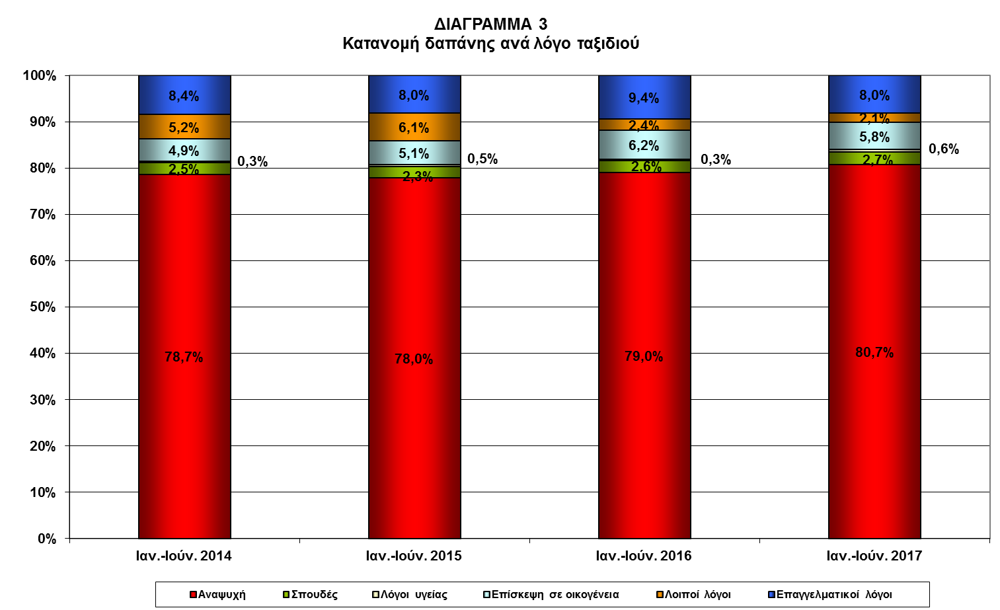 ΔΙΑΓΡΑΜΜΑ 3
Κατανομή δαπάνης ανά λόγο ταξιδιού
100%
90%
80%
70%
60%
50%
40%
30%
20%
10%
0%
8,4%
5,2%
4,9%
0,3%
2,5%
78,7%
8,0%
6,1%
5,1%
0,5%
2,3%
78,0%
9,4%
2,4%
6,2%
0,3%
2,6%
79,0%
8,0%
2,1%
5,8%
0,6%
2,7%
80,7%
Ιαν.-Ιούν. 2014
Ιαν.-Ιούν. 2015
Ιαν.-Ιούν. 2016
Ιαν.-Ιούν. 2017
Αναψυχή
Σπουδές
Λόγοι υγείας
Επίσκεψη σε οικογένεια
Λοιποί λόγοι
Επαγγελματικοί λόγοι